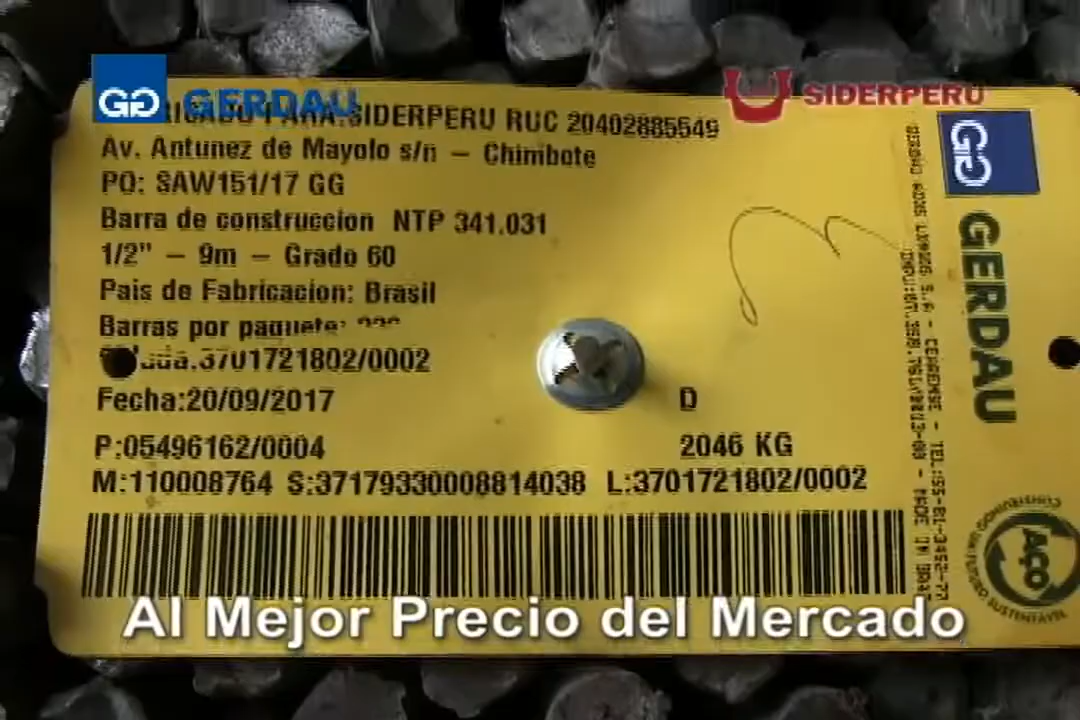 GG GERDAU
SIDERPERU
SIDERPERU RUC 20402885549
Av. Antunez de Mayolo s/n – Chimbote
PO: SAW151/17 GG
Barra de construccion NTP 341.031
1/2" – 9m – Grado 60
Pais de Fabricacion: Brasil
Barras por paquete:
3701721802/0002
Fecha:20/09/2017
D
P:05496162/0004
2046 KG
M:110008764 S:37179330008814038 L:3701721802/0002
GG GERDAU
AÇO
Al Mejor Precio del Mercado